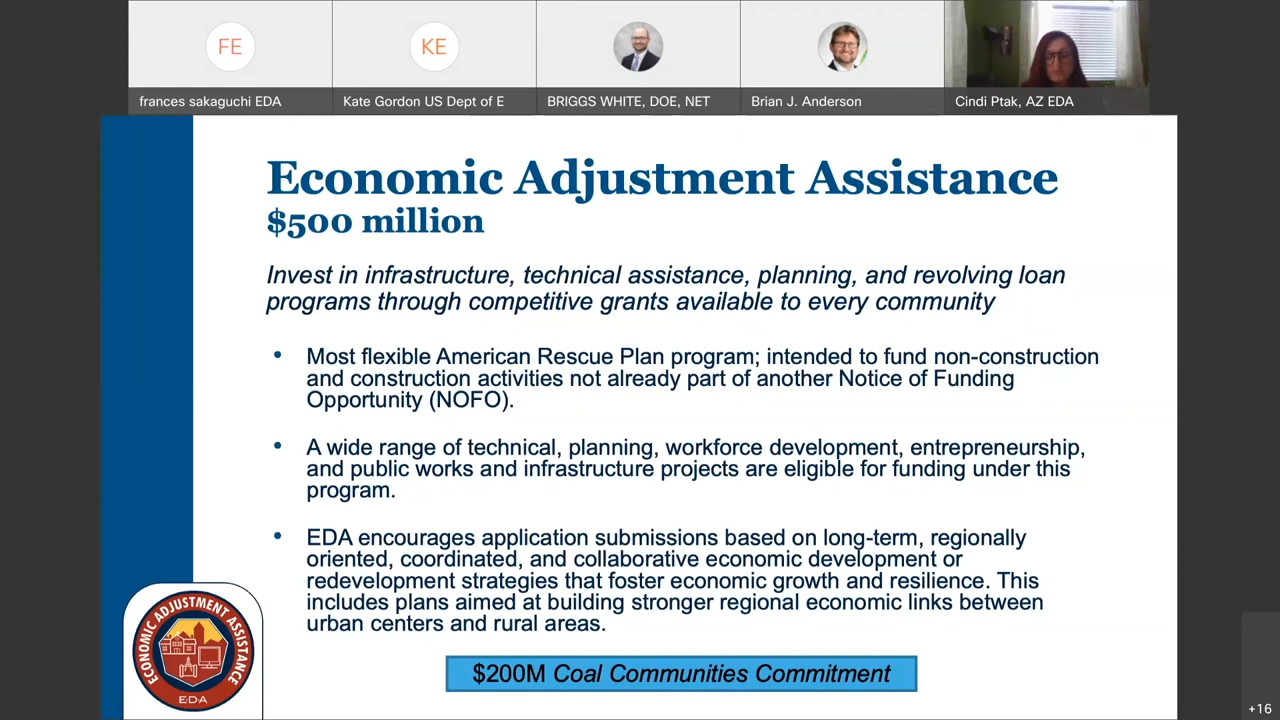 FE
KE
frances sakaguchi EDA
Kate Gordon US Dept of E
BRIGGS WHITE, DOE, NET
Brian J. Anderson
Cindi Ptak, AZ EDA
Economic Adjustment Assistance
$500 million
Invest in infrastructure, technical assistance, planning, and revolving loan
programs through competitive grants available to every community
• Most flexible American Rescue Plan program; intended to fund non-construction
and construction activities not already part of another Notice of Funding
Opportunity (NOFO).
• A wide range of technical, planning, workforce development, entrepreneurship,
and public works and infrastructure projects are eligible for funding under this
program.
• EDA encourages application submissions based on long-term, regionally
oriented, coordinated, and collaborative economic development or
redevelopment strategies that foster economic growth and resilience. This
includes plans aimed at building stronger regional economic links between
urban centers and rural areas.
ECONOMIC ADJUSTMENT ASSISTANCE
E·D·A
$200M Coal Communities Commitment
+16